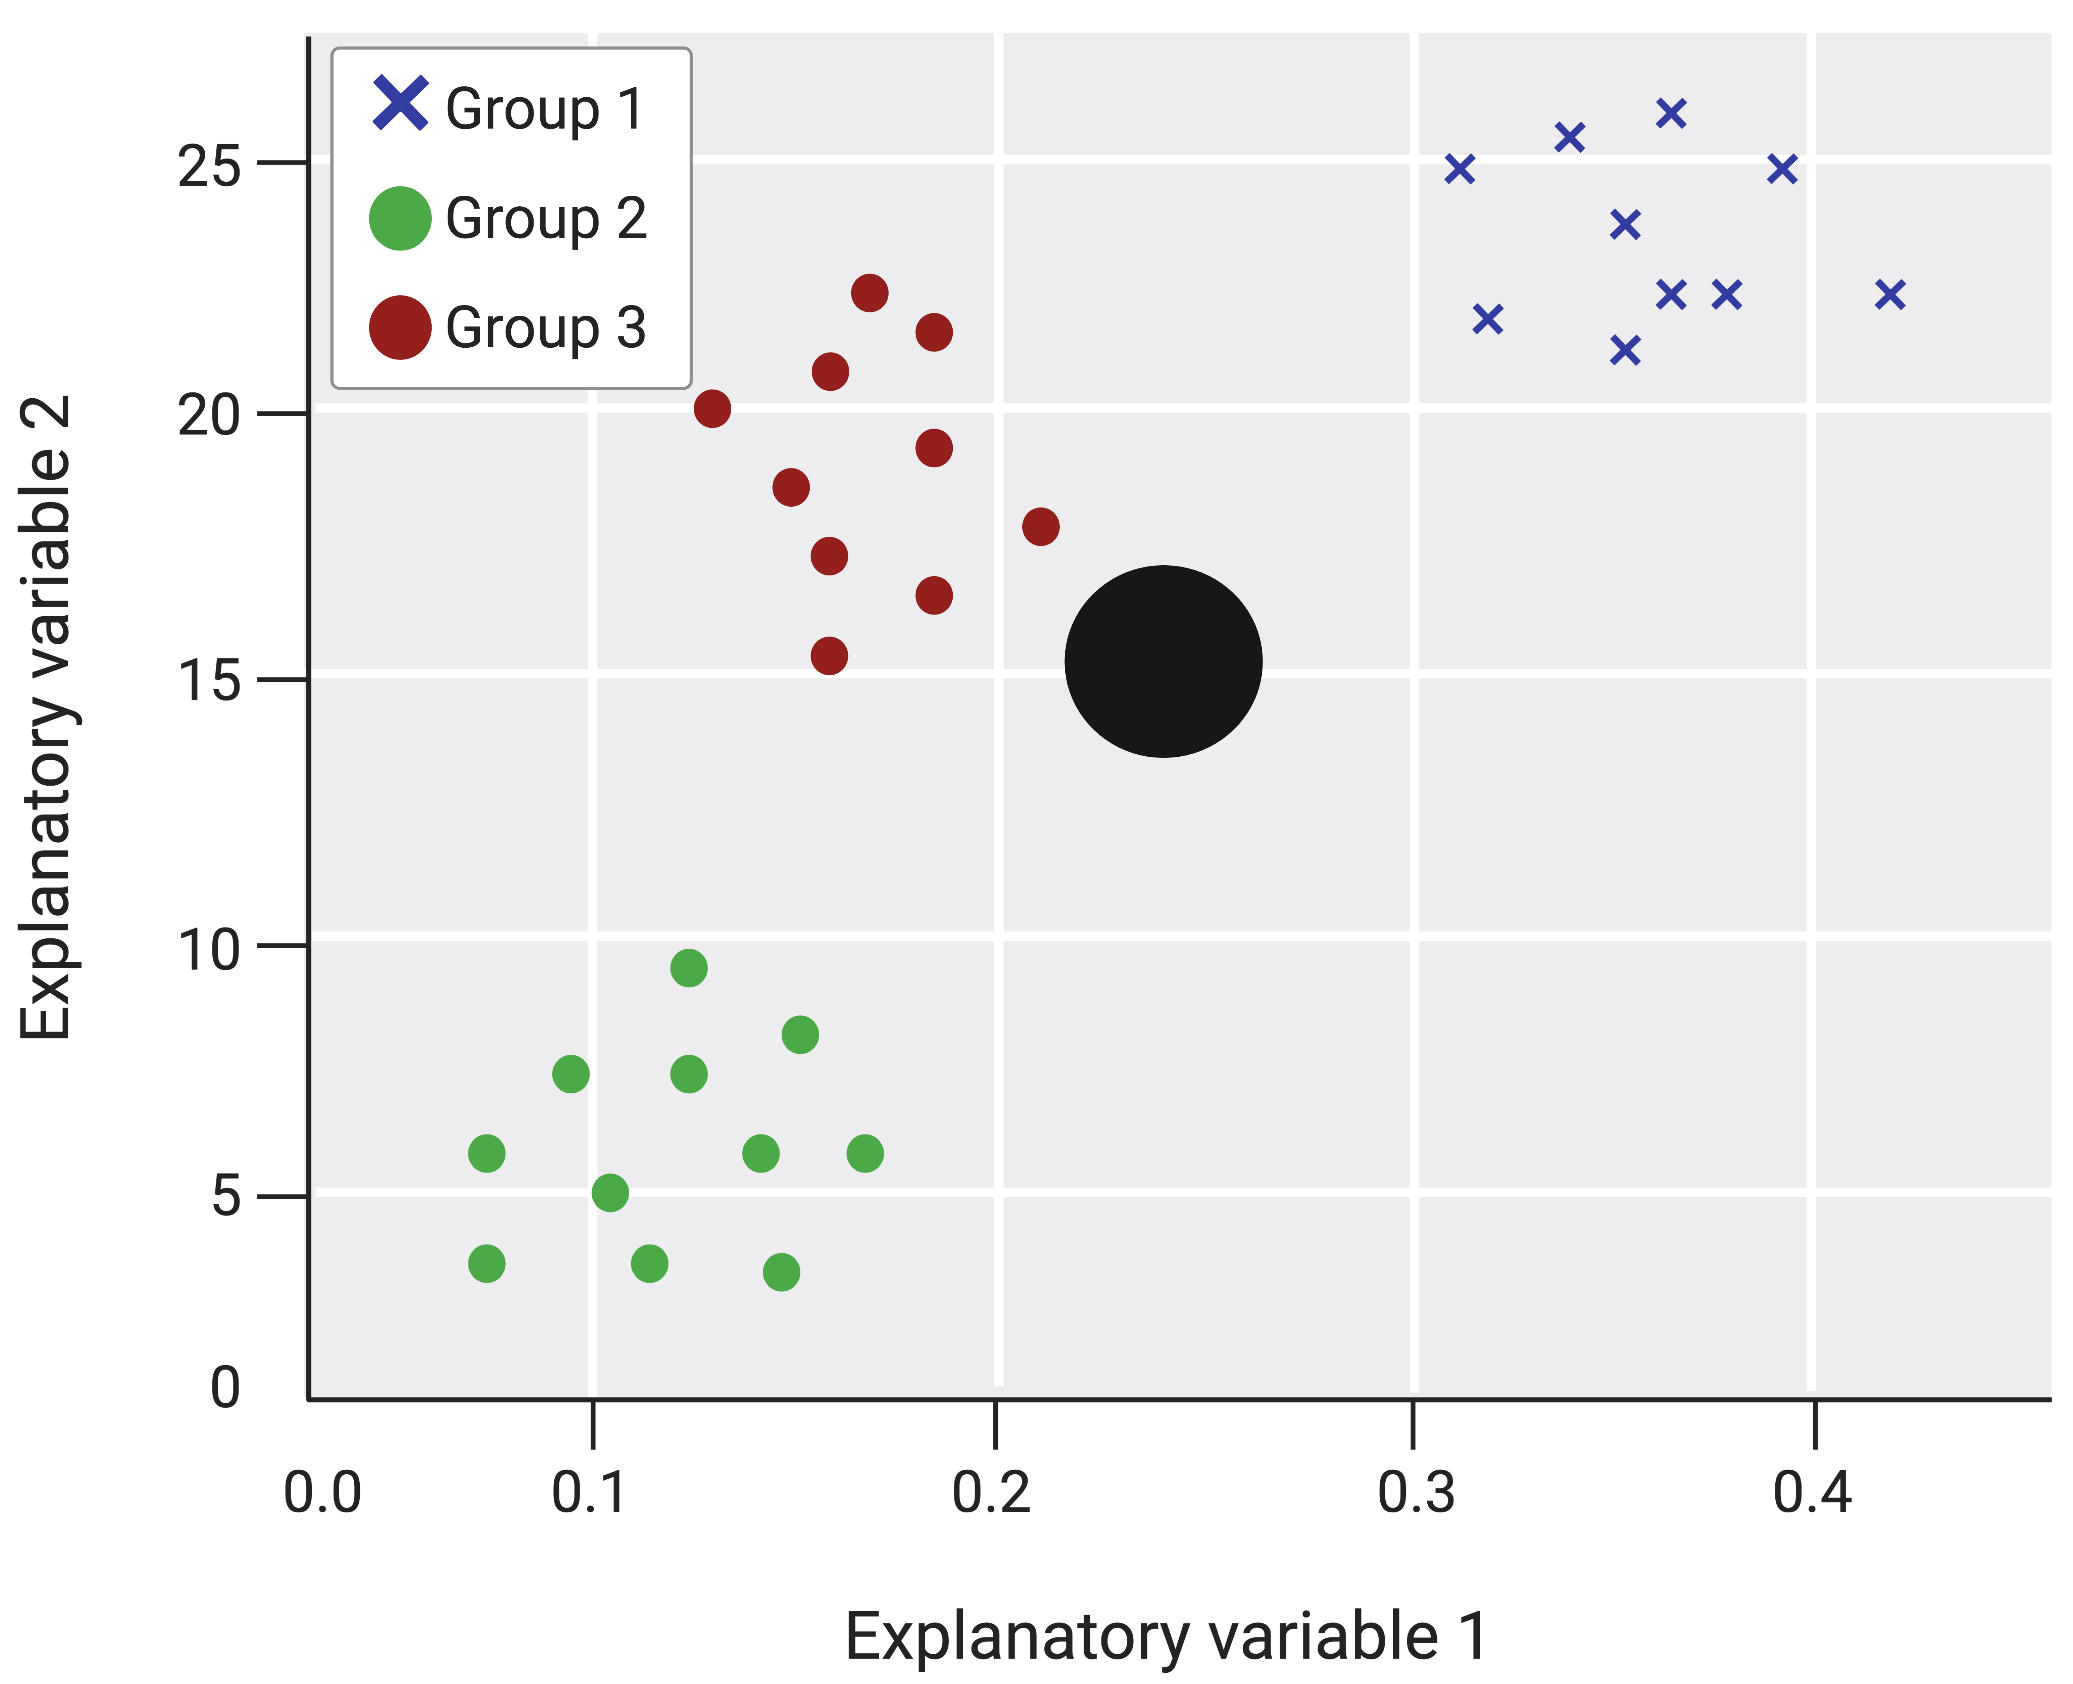 Group 1
Group 2
Group 3
Explanatory variable 2
25
20
15
10
5
0
0.0 0.1 0.2 0.3 0.4
Explanatory variable 1